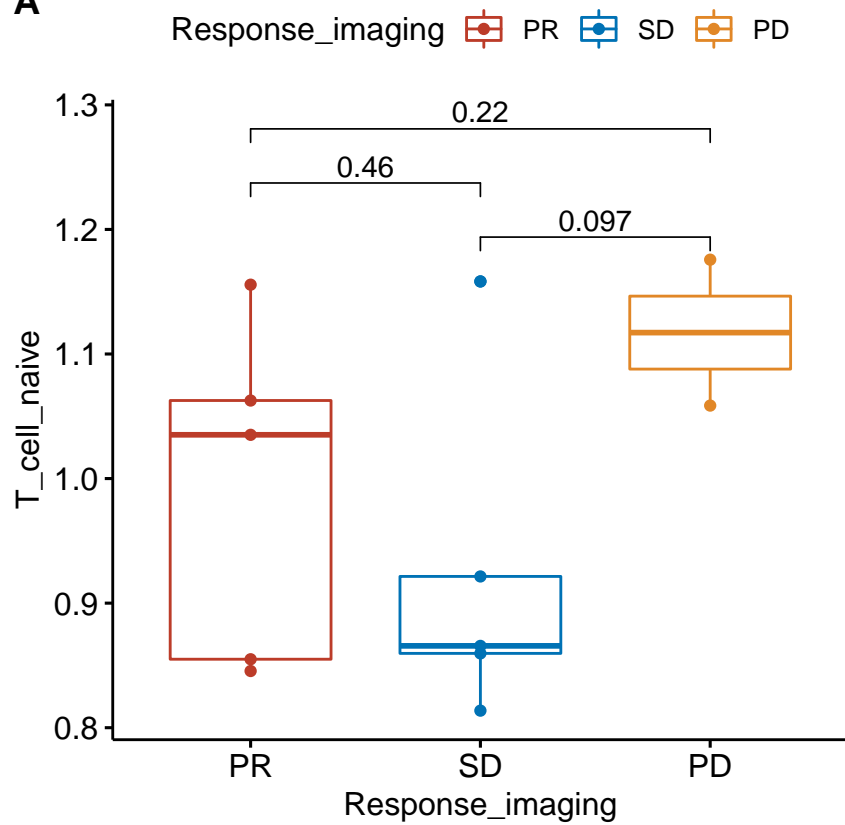 A
Response_imaging PR SD PD
1.3
0.22
0.46
1.2
0.097
T_cell_naive
1.1
1.0
0.9
0.8
PR SD PD
Response_imaging